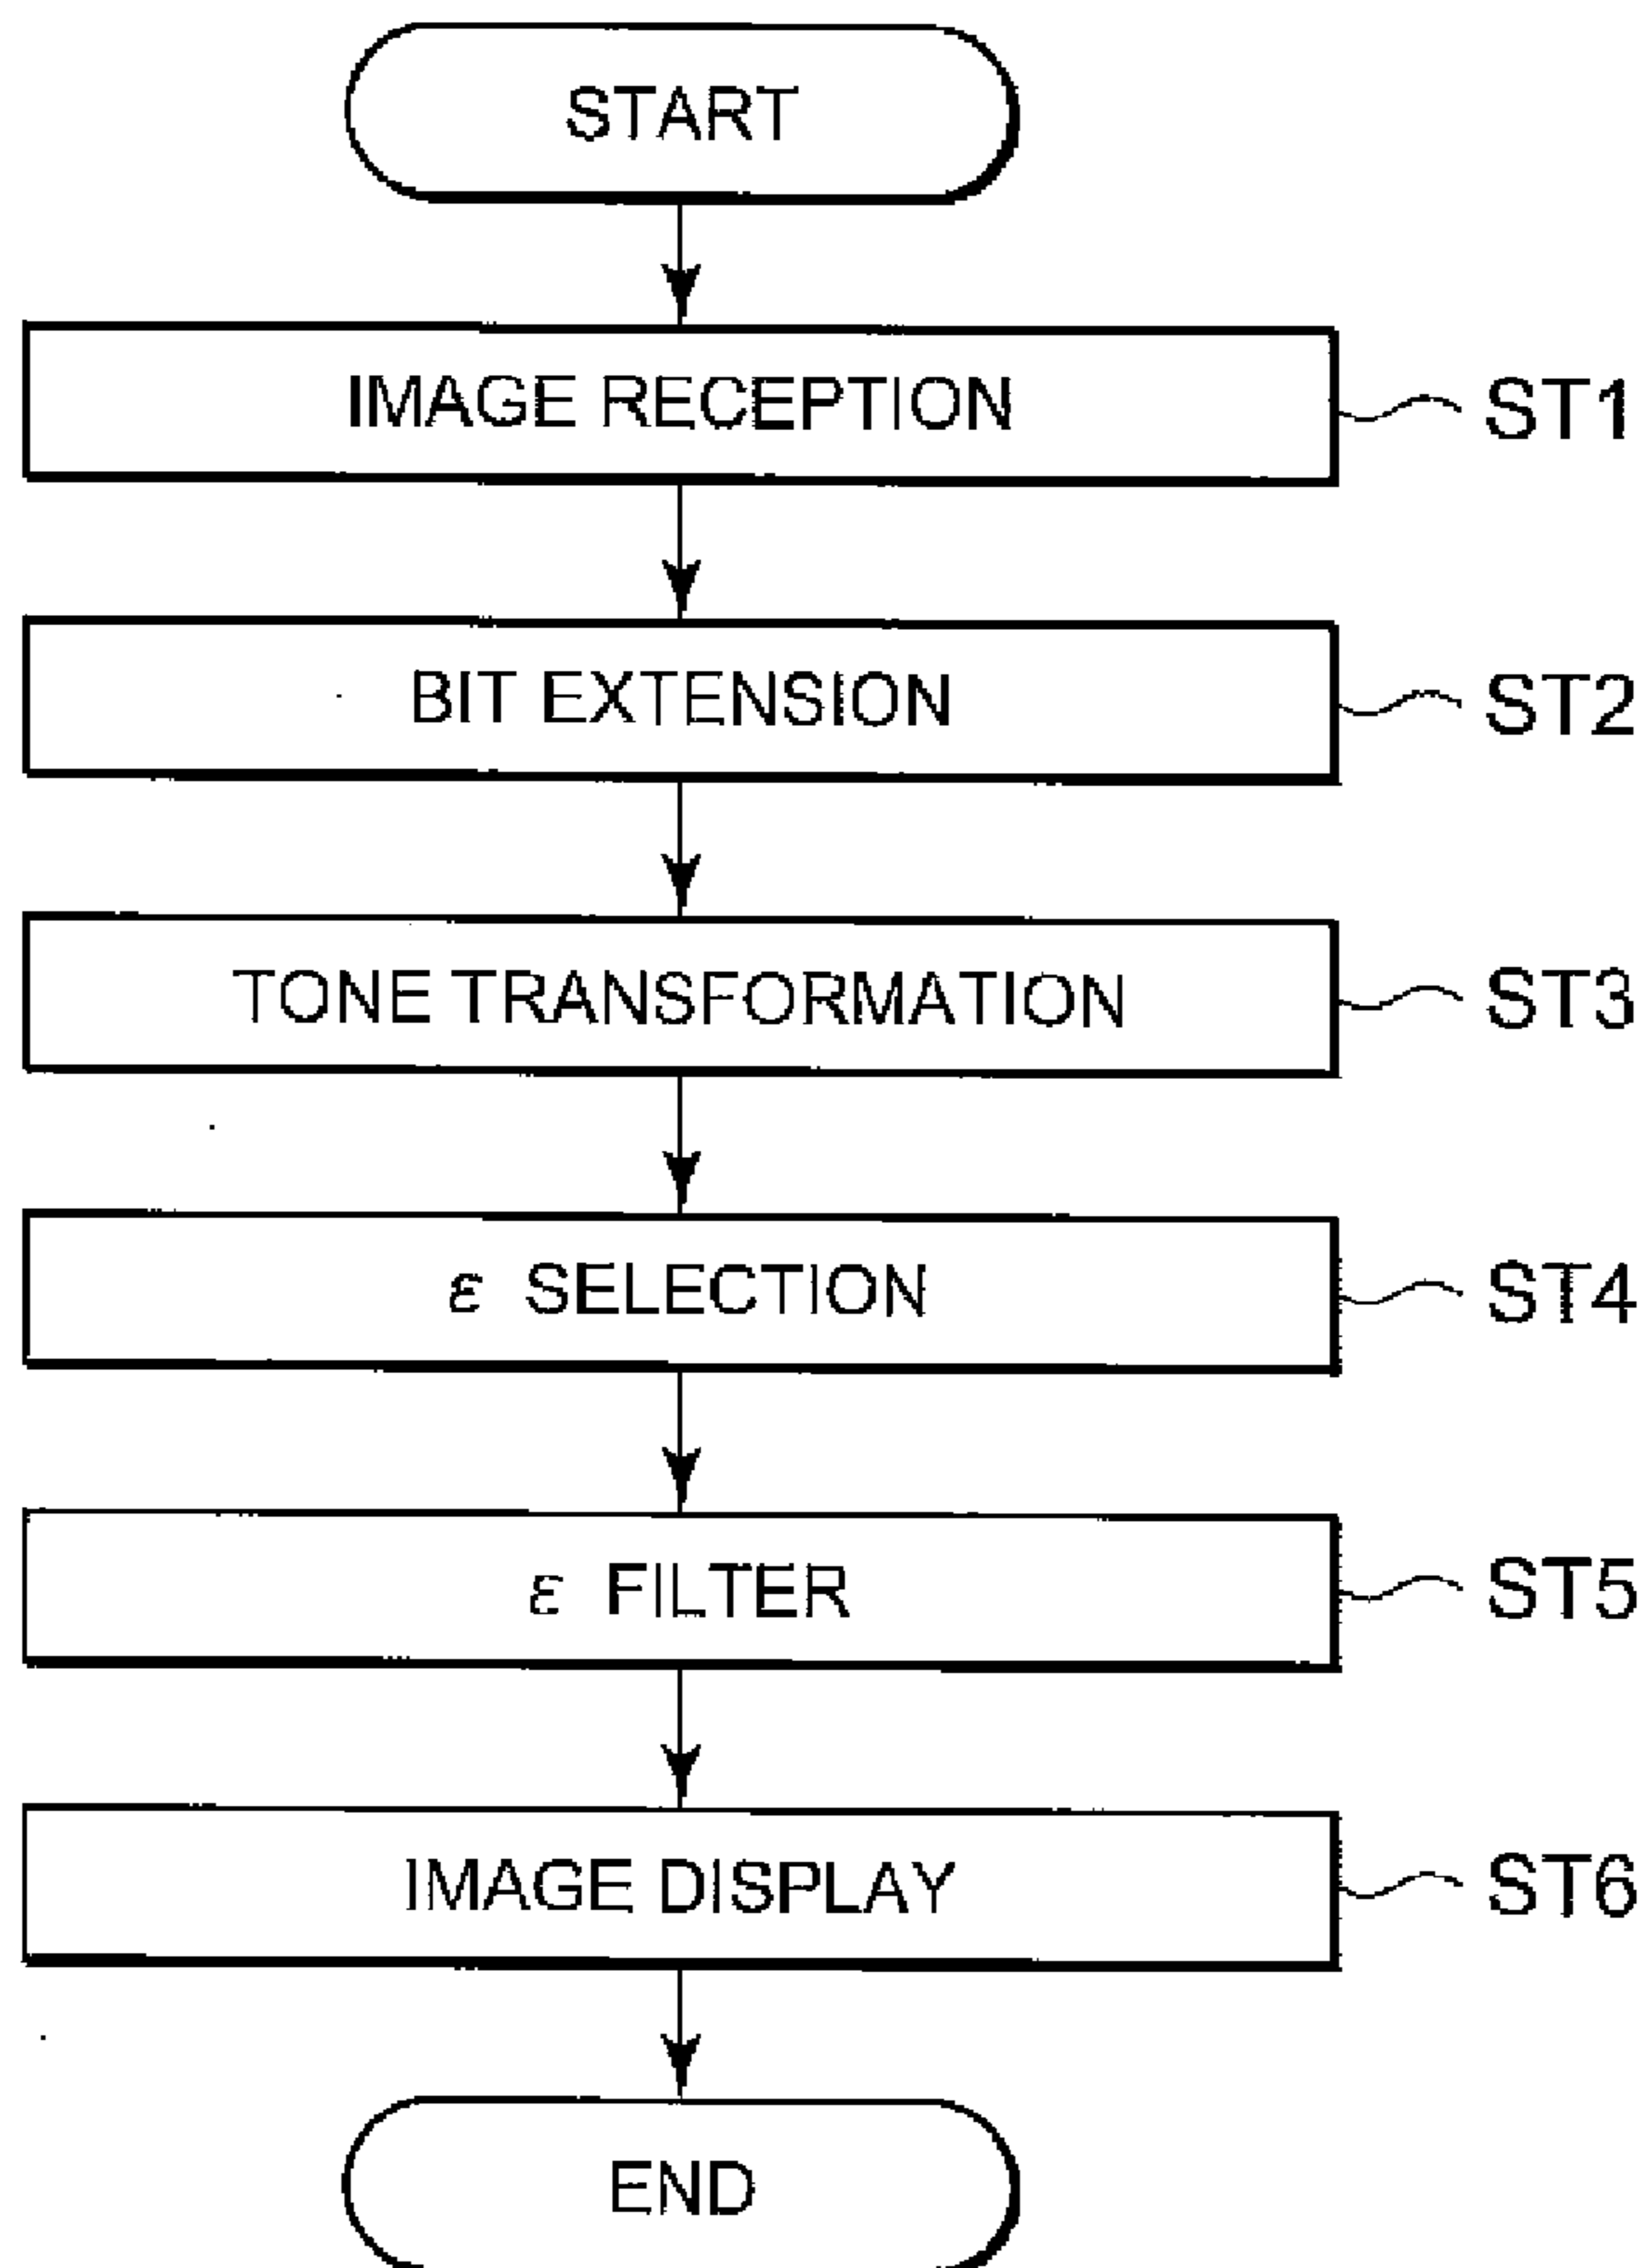 START
IMAGE RECEPTION ST1
BIT EXTENSION ST2
TONE TRANSFORMATION ST3
ε SELECTION ST4
ε FILTER ST5
IMAGE DISPLAY ST6
END